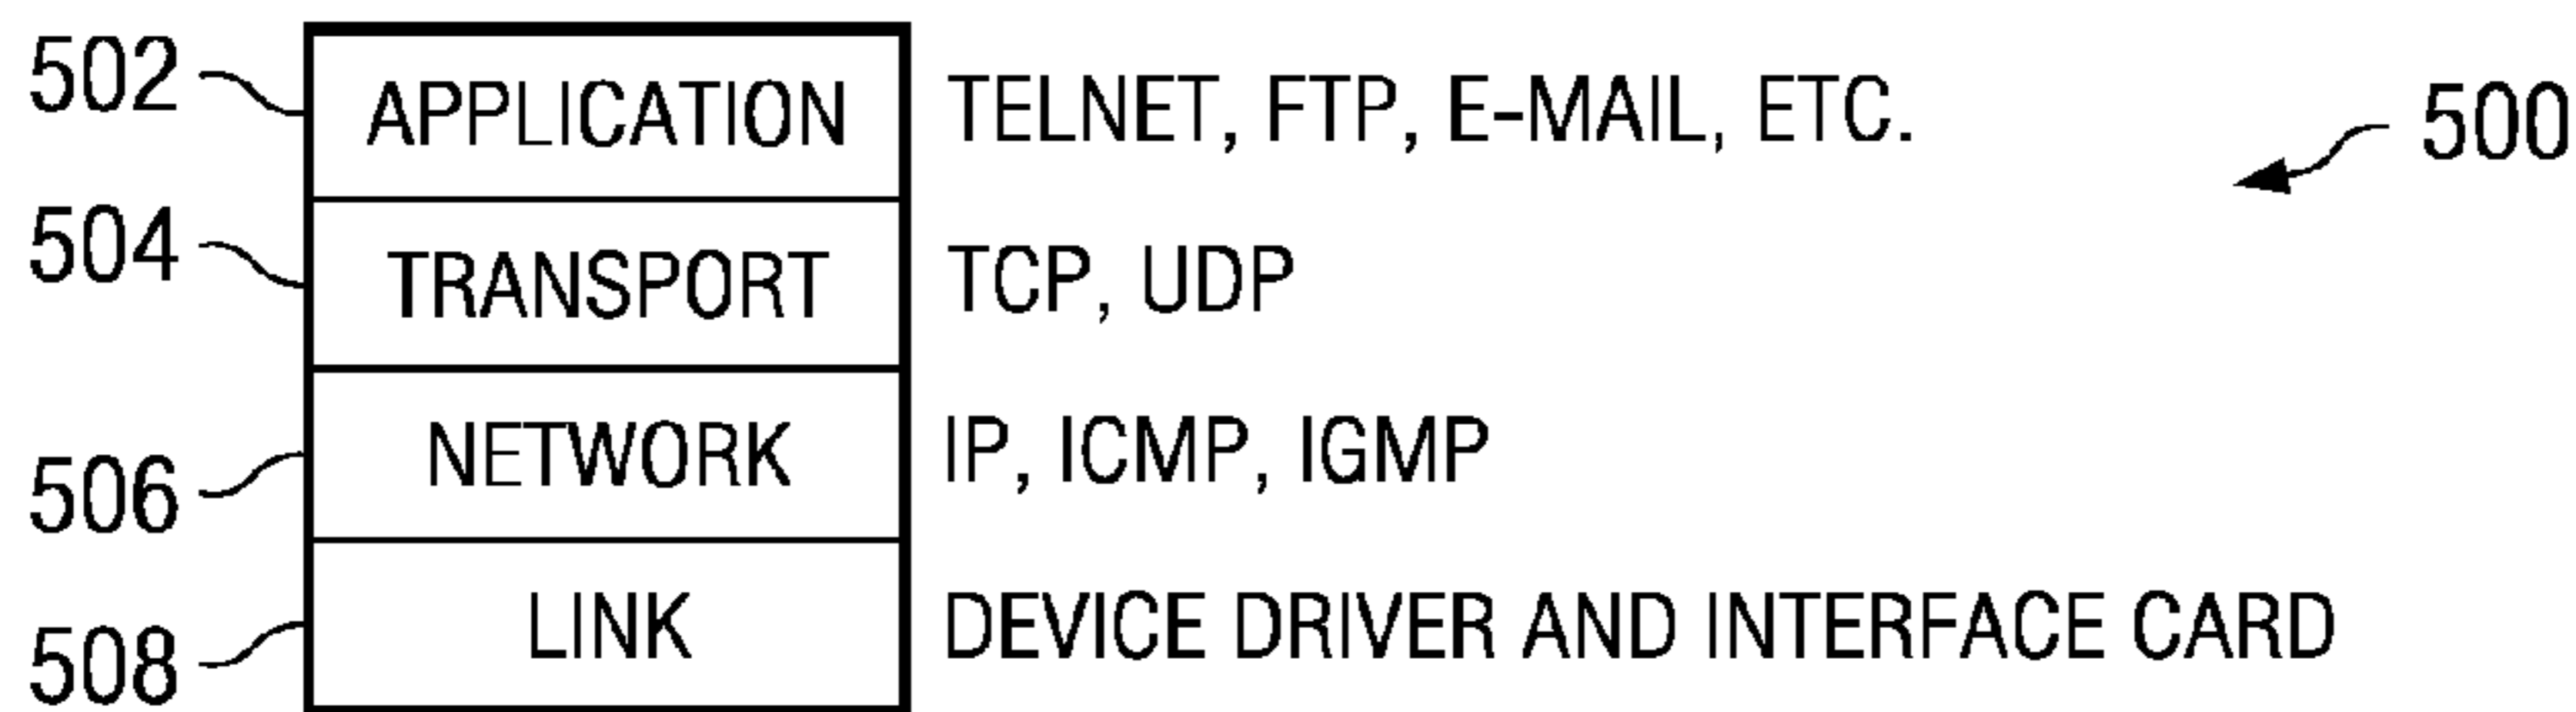 502 APPLICATION TELNET, FTP, E-MAIL, ETC. 500
504 TRANSPORT TCP, UDP
506 NETWORK IP, ICMP, IGMP
508 LINK DEVICE DRIVER AND INTERFACE CARD